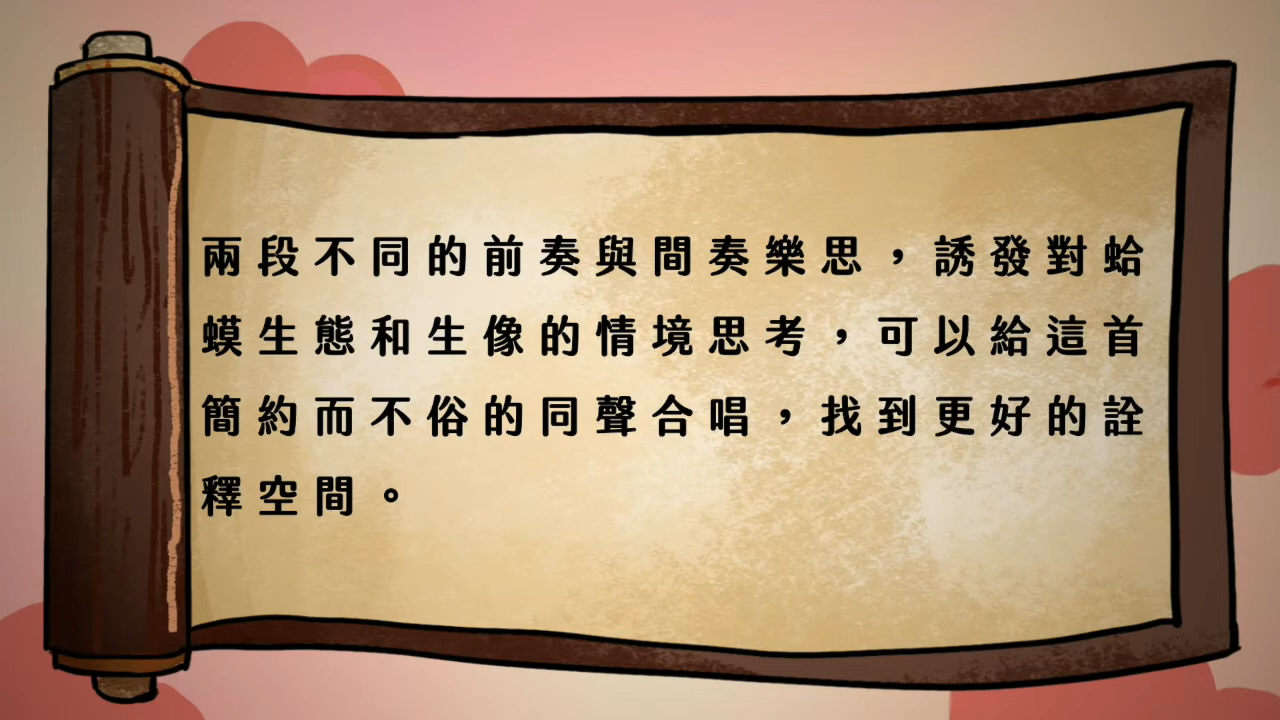 兩段不同的前奏與間奏樂思，誘發對蛤
蟆生態和生像的情境思考，可以給這首
簡約而不俗的同聲合唱，找到更好的詮
釋空間。